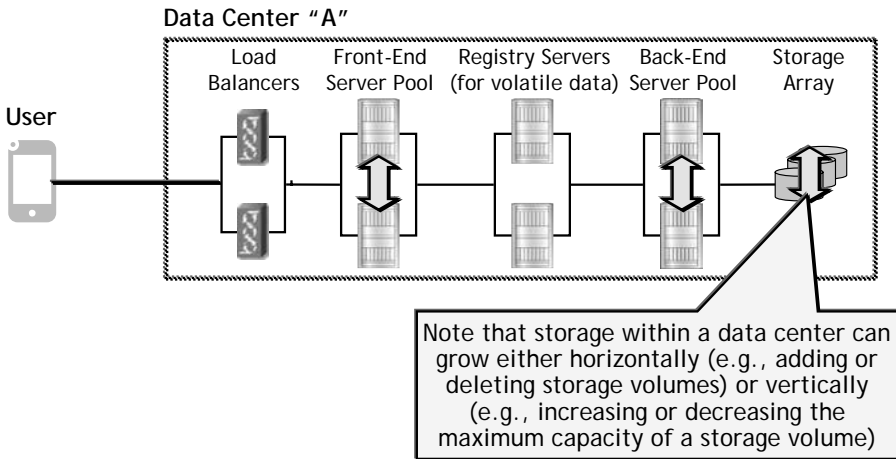 Data Center “A”
Load
Balancers
Front-End
Server Pool
Registry Servers
(for volatile data)
Back-End
Server Pool
Storage
Array
User
Note that storage within a data center can
grow either horizontally (e.g., adding or
deleting storage volumes) or vertically
(e.g., increasing or decreasing the
maximum capacity of a storage volume)